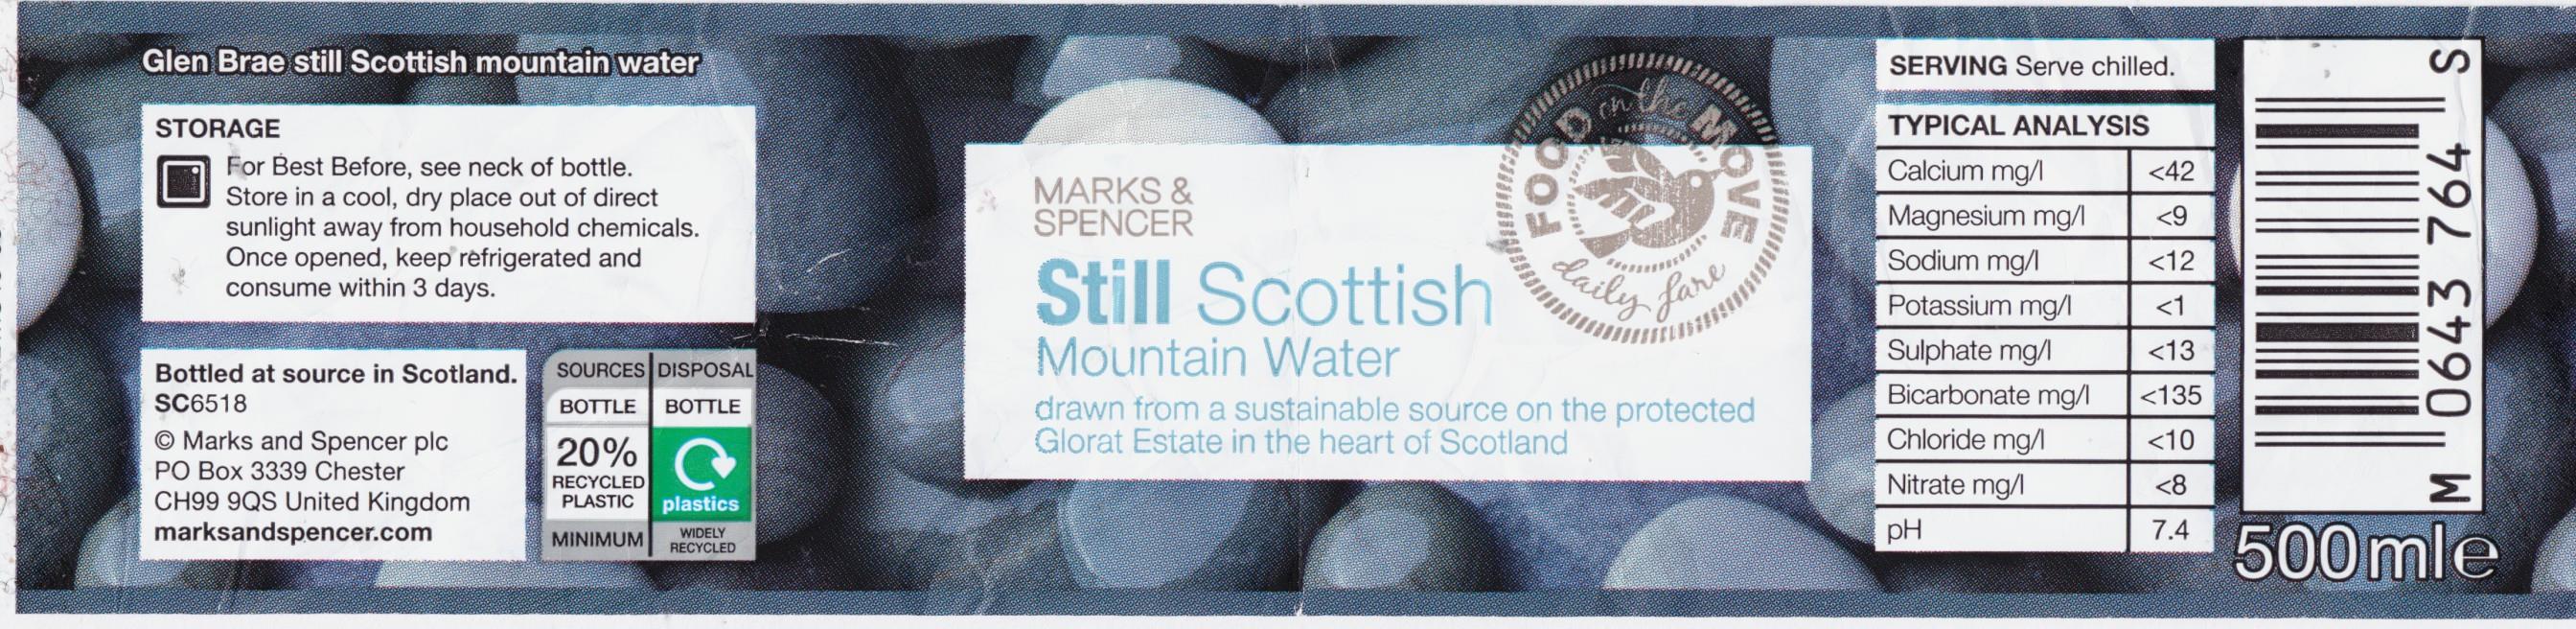 Glen Brae still Scottish mountain water
STORAGE
For Best Before, see neck of bottle.
Store in a cool, dry place out of direct
sunlight away from household chemicals.
Once opened, keep refrigerated and
consume within 3 days.
Bottled at source in Scotland.
SC6518
© Marks and Spencer plc
PO Box 3339 Chester
CH99 9QS United Kingdom
marksandspencer.com
SOURCES DISPOSAL
BOTTLE BOTTLE
20%
RECYCLED
PLASTIC
MINIMUM
plastics
WIDELY
RECYCLED
MARKS &
SPENCER
Still Scottish
Mountain Water
drawn from a sustainable source on the protected
Glorat Estate in the heart of Scotland
FOOD on the MOVE
daily fare
SERVING Serve chilled.
TYPICAL ANALYSIS
Calcium mg/l <42
Magnesium mg/l <9
Sodium mg/l <12
Potassium mg/l <1
Sulphate mg/l <13
Bicarbonate mg/l <135
Chloride mg/l <10
Nitrate mg/l <8
pH 7.4
M 0643 764 S
500ml e